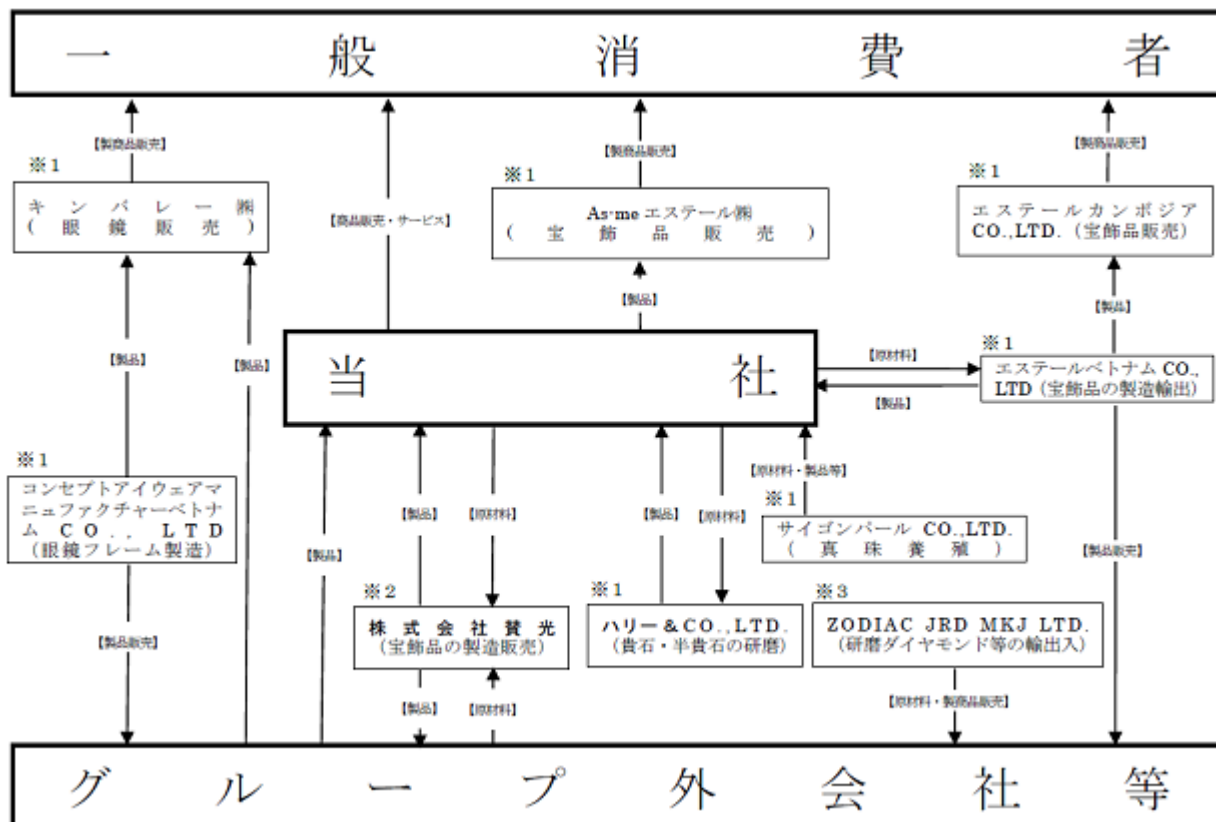 一般消費者
【製商品販売】
※1
キンバレー㈱
(眼鏡販売)
【商品販売・サービス】
【製商品販売】
※1
As-meエステール㈱
(宝飾品販売)
【製商品販売】
※1
エステールカンボジア
CO.,LTD.(宝飾品販売)
【製品】
【製品】
【製品】
【製品】
当社
【原材料】
【製品】
※1
エステールベトナム CO.,
LTD(宝飾品の製造輸出)
※1
コンセプトアイウェアマ
ニュファクチャーベトナ
ム CO., LTD
(眼鏡フレーム製造)
【製品】
【製品】
【原材料】
【製品】
【原材料】
【原材料・製品等】
※1
サイゴンパール CO.,LTD.
(真珠養殖)
【製品販売】
【製品販売】
※2
株式会社賛光
(宝飾品の製造販売)
※1
ハリー&CO.,LTD.
(貴石・半貴石の研磨)
※3
ZODIAC JRD MKJ LTD.
(研磨ダイヤモンド等の輸出入)
【製品】
【原材料】
【原材料・製商品販売】
グループ外会社等